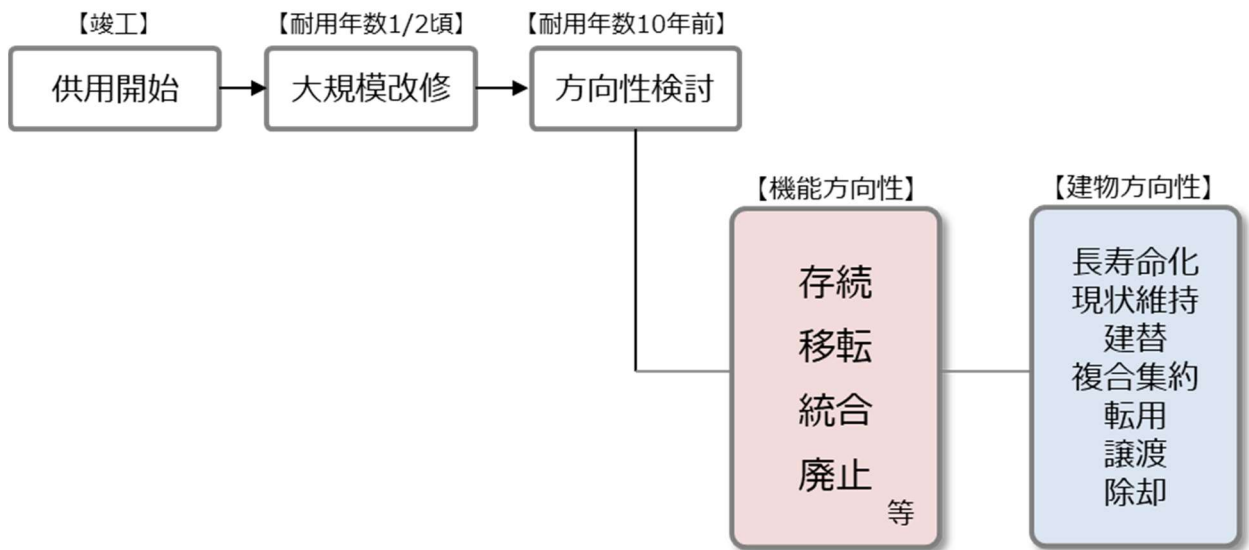 【竣工】
供用開始
【耐用年数1/2頃】
大規模改修
【耐用年数10年前】
方向性検討
【機能方向性】
存続
移転
統合
廃止
等
【建物方向性】
長寿命化
現状維持
建替
複合集約
転用
譲渡
除却